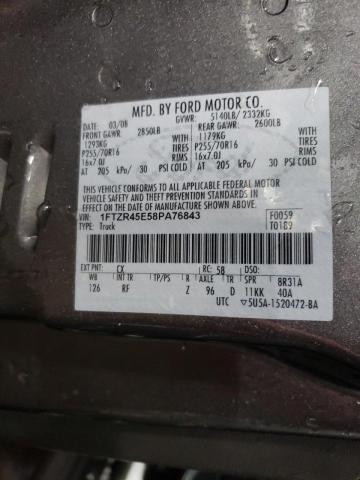 MFD. BY FORD MOTOR CO.
DATE: 03/08 GVWR: 5140LB/ 2332KG
FRONT GAWR: 2850LB REAR GAWR: 2600LB
1293KG WITH 1179KG WITH
P255/70R16 TIRES P255/70R16 TIRES
16x7.0J RIMS 16x7.0J RIMS
AT 205 kPa/ 30 PSI COLD AT 205 kPa/ 30 PSI COLD
THIS VEHICLE CONFORMS TO ALL APPLICABLE FEDERAL MOTOR
VEHICLE SAFETY AND BUMPER STANDARDS IN EFFECT ON THE DATE OF
MANUFACTURE SHOWN ABOVE.
VIN: 1FTZR45E58PA76843 F0059
TYPE: Truck T0189
EXT PNT: CX RC: 58 DSO:
WB INT TR TP/PS R AXLE TR SPR 8R31A
126 RF Z 96 D 11KK 40A
UTC ▽5U5A-1520472-BA